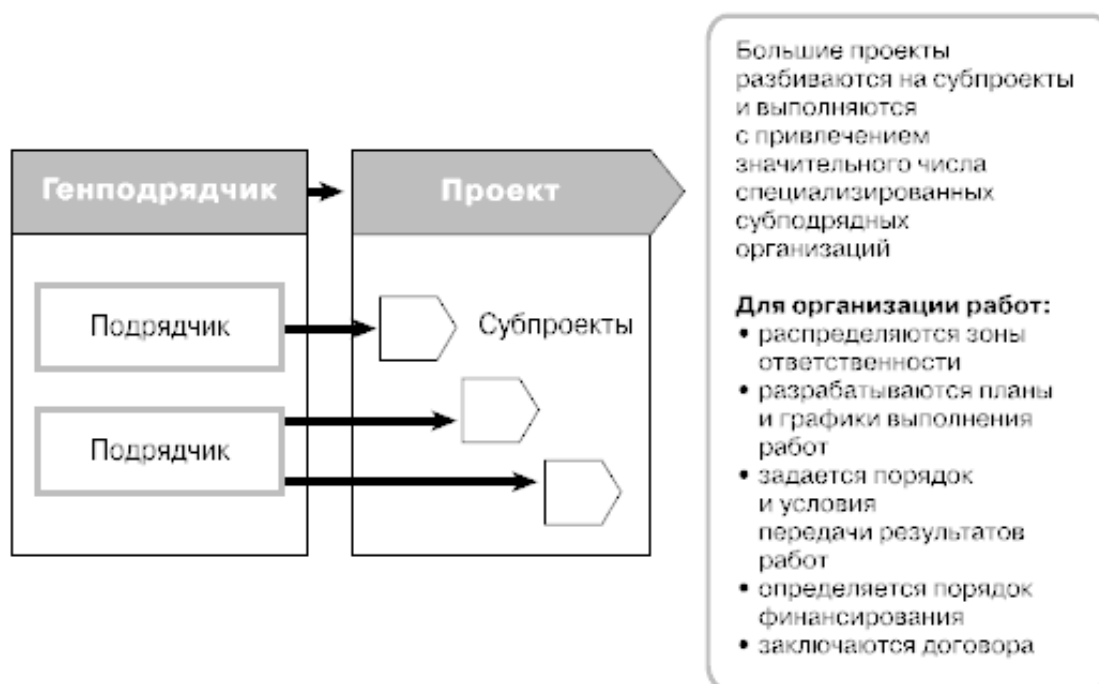 Генподрядчик
Проект
Подрядчик
Субпроекты
Подрядчик
Большие проекты
разбиваются на субпроекты
и выполняются
с привлечением
значительного числа
специализированных
субподрядных
организаций
Для организации работ:
• распределяются зоны
ответственности
• разрабатываются планы
и графики выполнения
работ
• задается порядок
и условия
передачи результатов
работ
• определяется порядок
финансирования
• заключаются договора